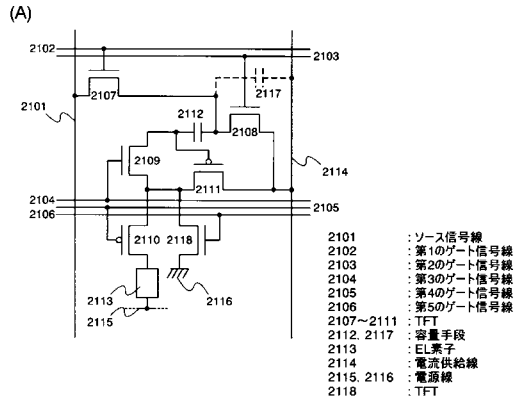 (A)
2102
2103
2101
2107
2117
2112
2108
2109
2111
2114
2104
2105
2106
2110
2118
2113
2116
2115
2101 :ソース信号線
2102 :第1のゲート信号線
2103 :第2のゲート信号線
2104 :第3のゲート信号線
2105 :第4のゲート信号線
2106 :第5のゲート信号線
2107~2111 :TFT
2112, 2117 :容量手段
2113 :EL素子
2114 :電流供給線
2115, 2116 :電源線
2118 :TFT